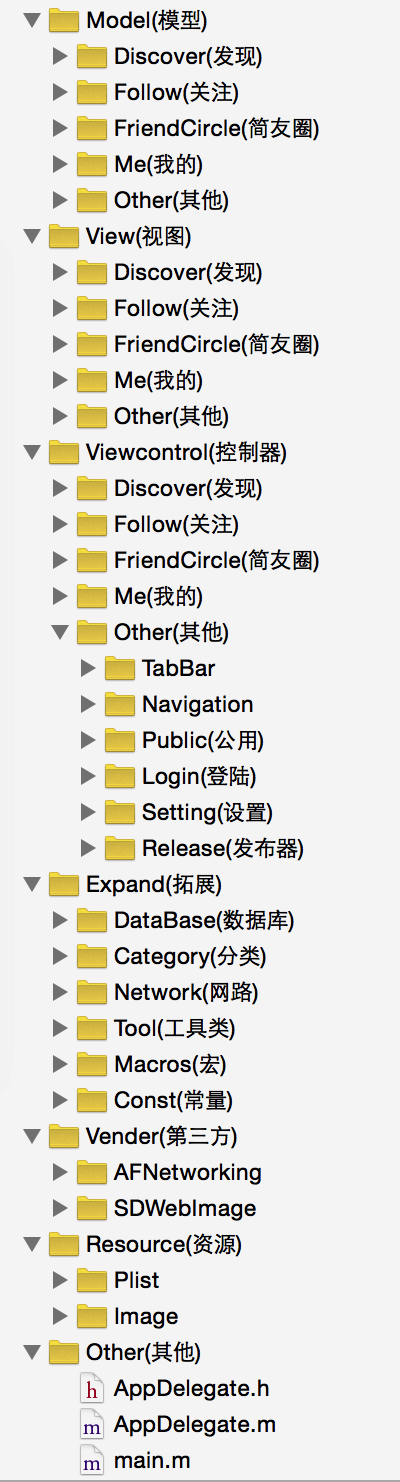 Model(模型)
Discover(发现)
Follow(关注)
FriendCircle(简友圈)
Me(我的)
Other(其他)
View(视图)
Discover(发现)
Follow(关注)
FriendCircle(简友圈)
Me(我的)
Other(其他)
Viewcontrol(控制器)
Discover(发现)
Follow(关注)
FriendCircle(简友圈)
Me(我的)
Other(其他)
TabBar
Navigation
Public(公用)
Login(登陆)
Setting(设置)
Release(发布器)
Expand(拓展)
DataBase(数据库)
Category(分类)
Network(网路)
Tool(工具类)
Macros(宏)
Const(常量)
Vender(第三方)
AFNetworking
SDWebImage
Resource(资源)
Plist
Image
Other(其他)
h AppDelegate.h
m AppDelegate.m
m main.m